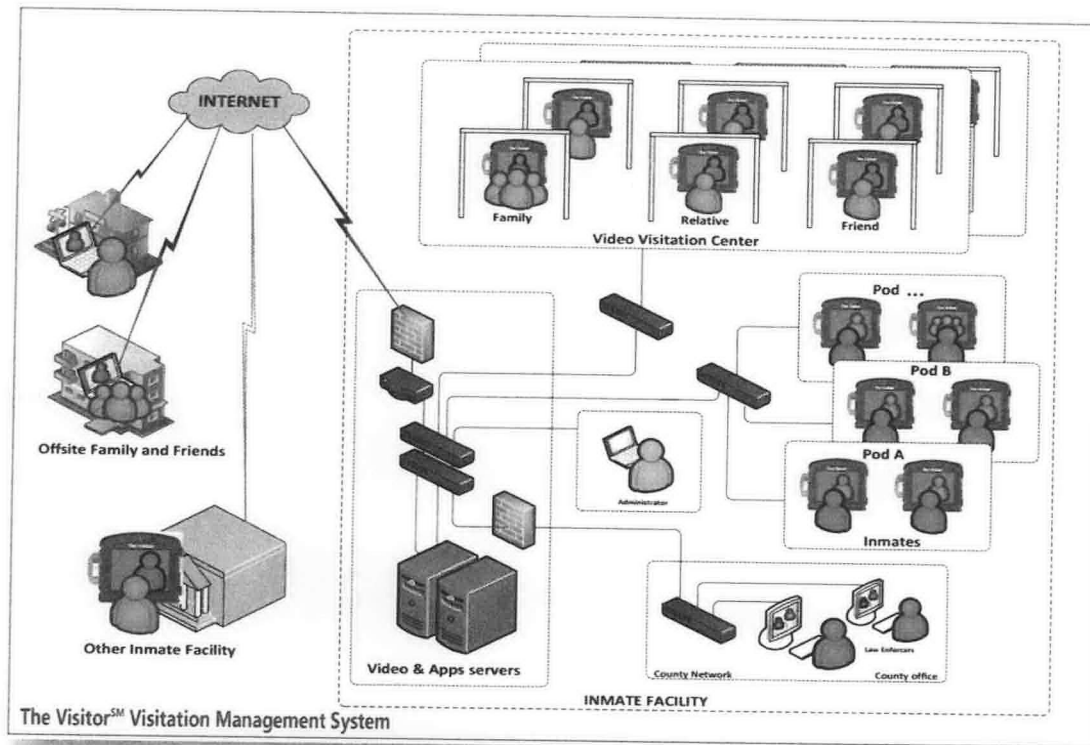 INTERNET
Family
Relative
Friend
Video Visitation Center
Pod ...
Pod B
Pod A
Inmates
Administrator
Offsite Family and Friends
Other Inmate Facility
Video & Apps servers
Law Enforcers
County Network
County office
INMATE FACILITY
The Visitor℠ Visitation Management System